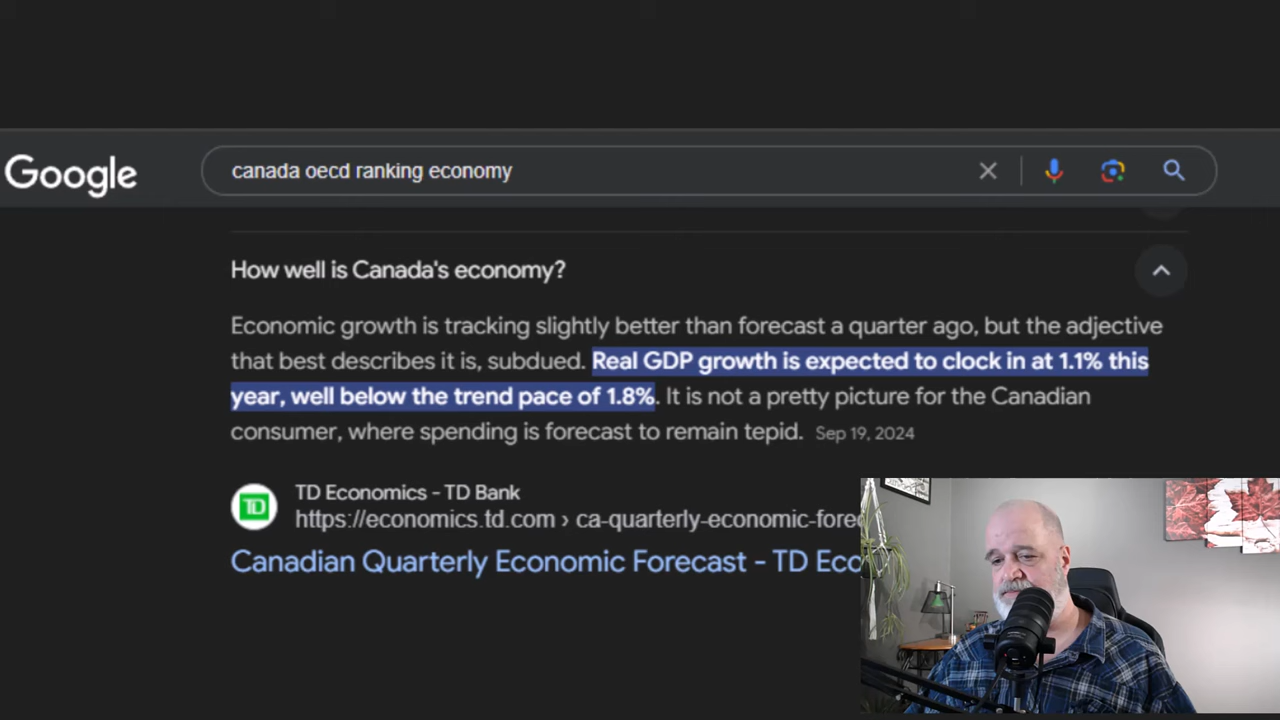 Google
canada oecd ranking economy
How well is Canada's economy?
Economic growth is tracking slightly better than forecast a quarter ago, but the adjective
that best describes it is, subdued. Real GDP growth is expected to clock in at 1.1% this
year, well below the trend pace of 1.8%. It is not a pretty picture for the Canadian
consumer, where spending is forecast to remain tepid. Sep 19, 2024
TD
TD Economics - TD Bank
https://economics.td.com › ca-quarterly-economic-fore
Canadian Quarterly Economic Forecast - TD Eco